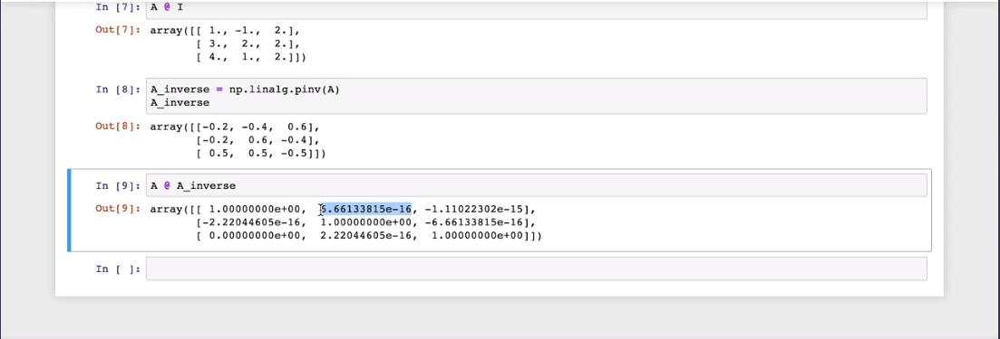 In [7]: A @ I
Out[7]: array([[ 1., -1., 2.],
[ 3., 2., 2.],
[ 4., 1., 2.]])
In [8]: A_inverse = np.linalg.pinv(A)
A_inverse
Out[8]: array([[-0.2, -0.4, 0.6],
[-0.2, 0.6, -0.4],
[ 0.5, 0.5, -0.5]])
In [9]: A @ A_inverse
Out[9]: array([[ 1.00000000e+00, 6.66133815e-16, -1.11022302e-15],
[-2.22044605e-16, 1.00000000e+00, -6.66133815e-16],
[ 0.00000000e+00, 2.22044605e-16, 1.00000000e+00]])
In [ ]: